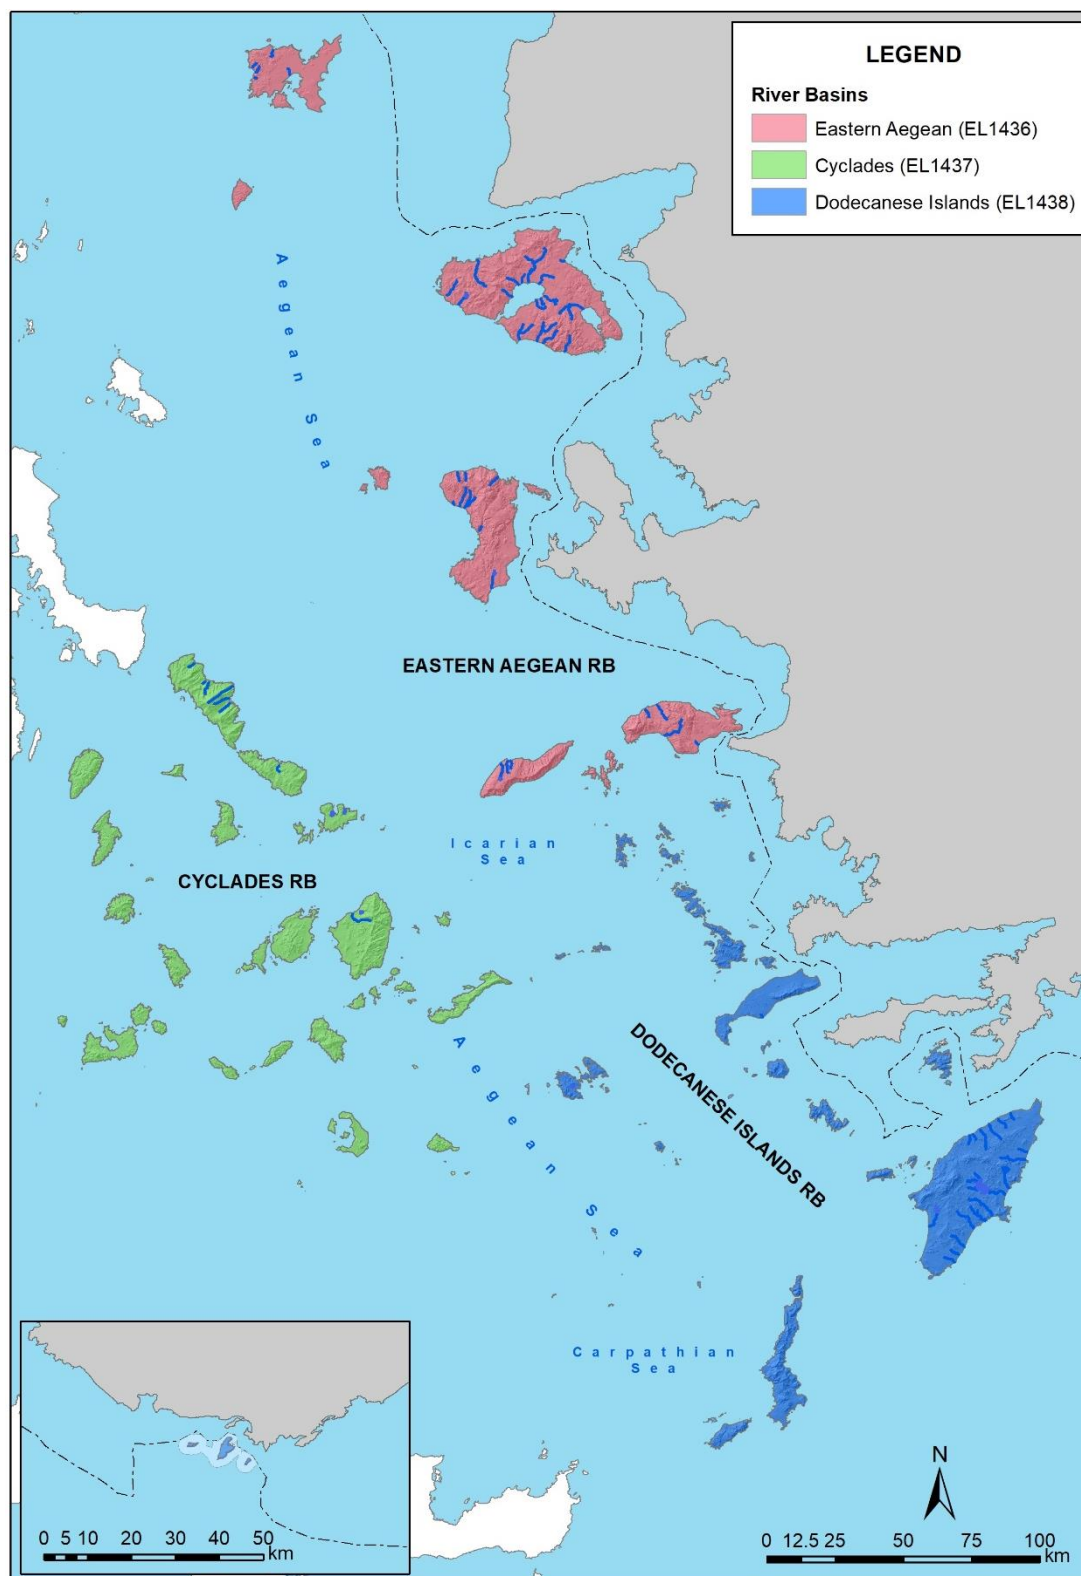 LEGEND
River Basins
Eastern Aegean (EL1436)
Cyclades (EL1437)
Dodecanese Islands (EL1438)
Aegean Sea
EASTERN AEGEAN RB
Icarian
Sea
CYCLADES RB
DODECANESE ISLANDS RB
Aegean Sea
Carpathian
Sea
N
0 5 10 20 30 40 50
km
0 12.5 25 50 75 100
km